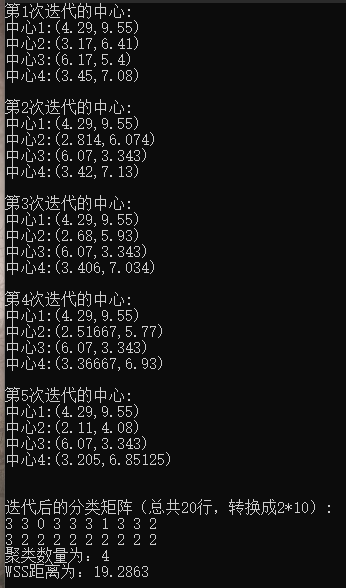 第1次迭代的中心:
中心1:(4.29,9.55)
中心2:(3.17,6.41)
中心3:(6.17,5.4)
中心4:(3.45,7.08)
第2次迭代的中心:
中心1:(4.29,9.55)
中心2:(2.814,6.074)
中心3:(6.07,3.343)
中心4:(3.42,7.13)
第3次迭代的中心:
中心1:(4.29,9.55)
中心2:(2.68,5.93)
中心3:(6.07,3.343)
中心4:(3.406,7.034)
第4次迭代的中心:
中心1:(4.29,9.55)
中心2:(2.51667,5.77)
中心3:(6.07,3.343)
中心4:(3.36667,6.93)
第5次迭代的中心:
中心1:(4.29,9.55)
中心2:(2.11,4.08)
中心3:(6.07,3.343)
中心4:(3.205,6.85125)
迭代后的分类矩阵（总共20行，转换成2*10）:
3 3 0 3 3 3 1 3 3 2
3 2 2 2 2 2 2 2 2 2
聚类数量为：4
WSS距离为：19.2863